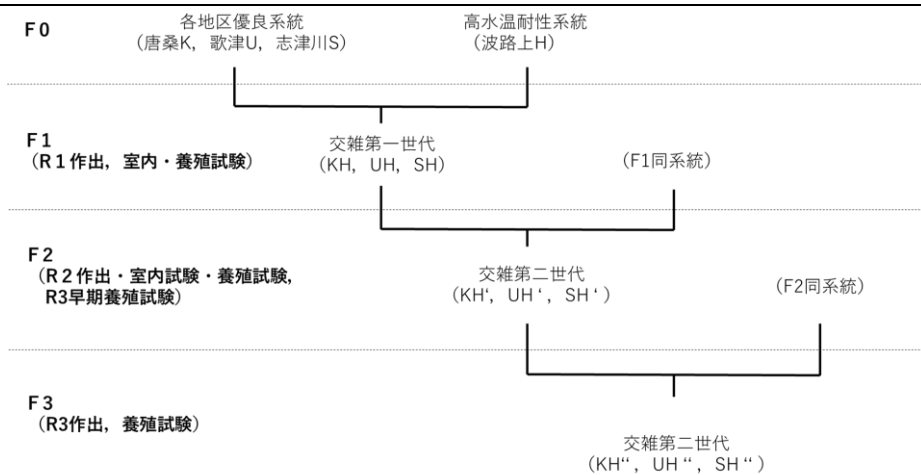 F0
各地区優良系統
(唐桑K，歌津U，志津川S)
高水温耐性系統
(波路上H)
F1
(R1作出，室内・養殖試験)
交雑第一世代
(KH，UH，SH)
(F1同系統)
F2
(R2作出・室内試験・養殖試験，
R3早期養殖試験)
交雑第二世代
(KH‘，UH‘，SH‘)
(F2同系統)
F3
(R3作出，養殖試験)
交雑第二世代
(KH“，UH“，SH“)